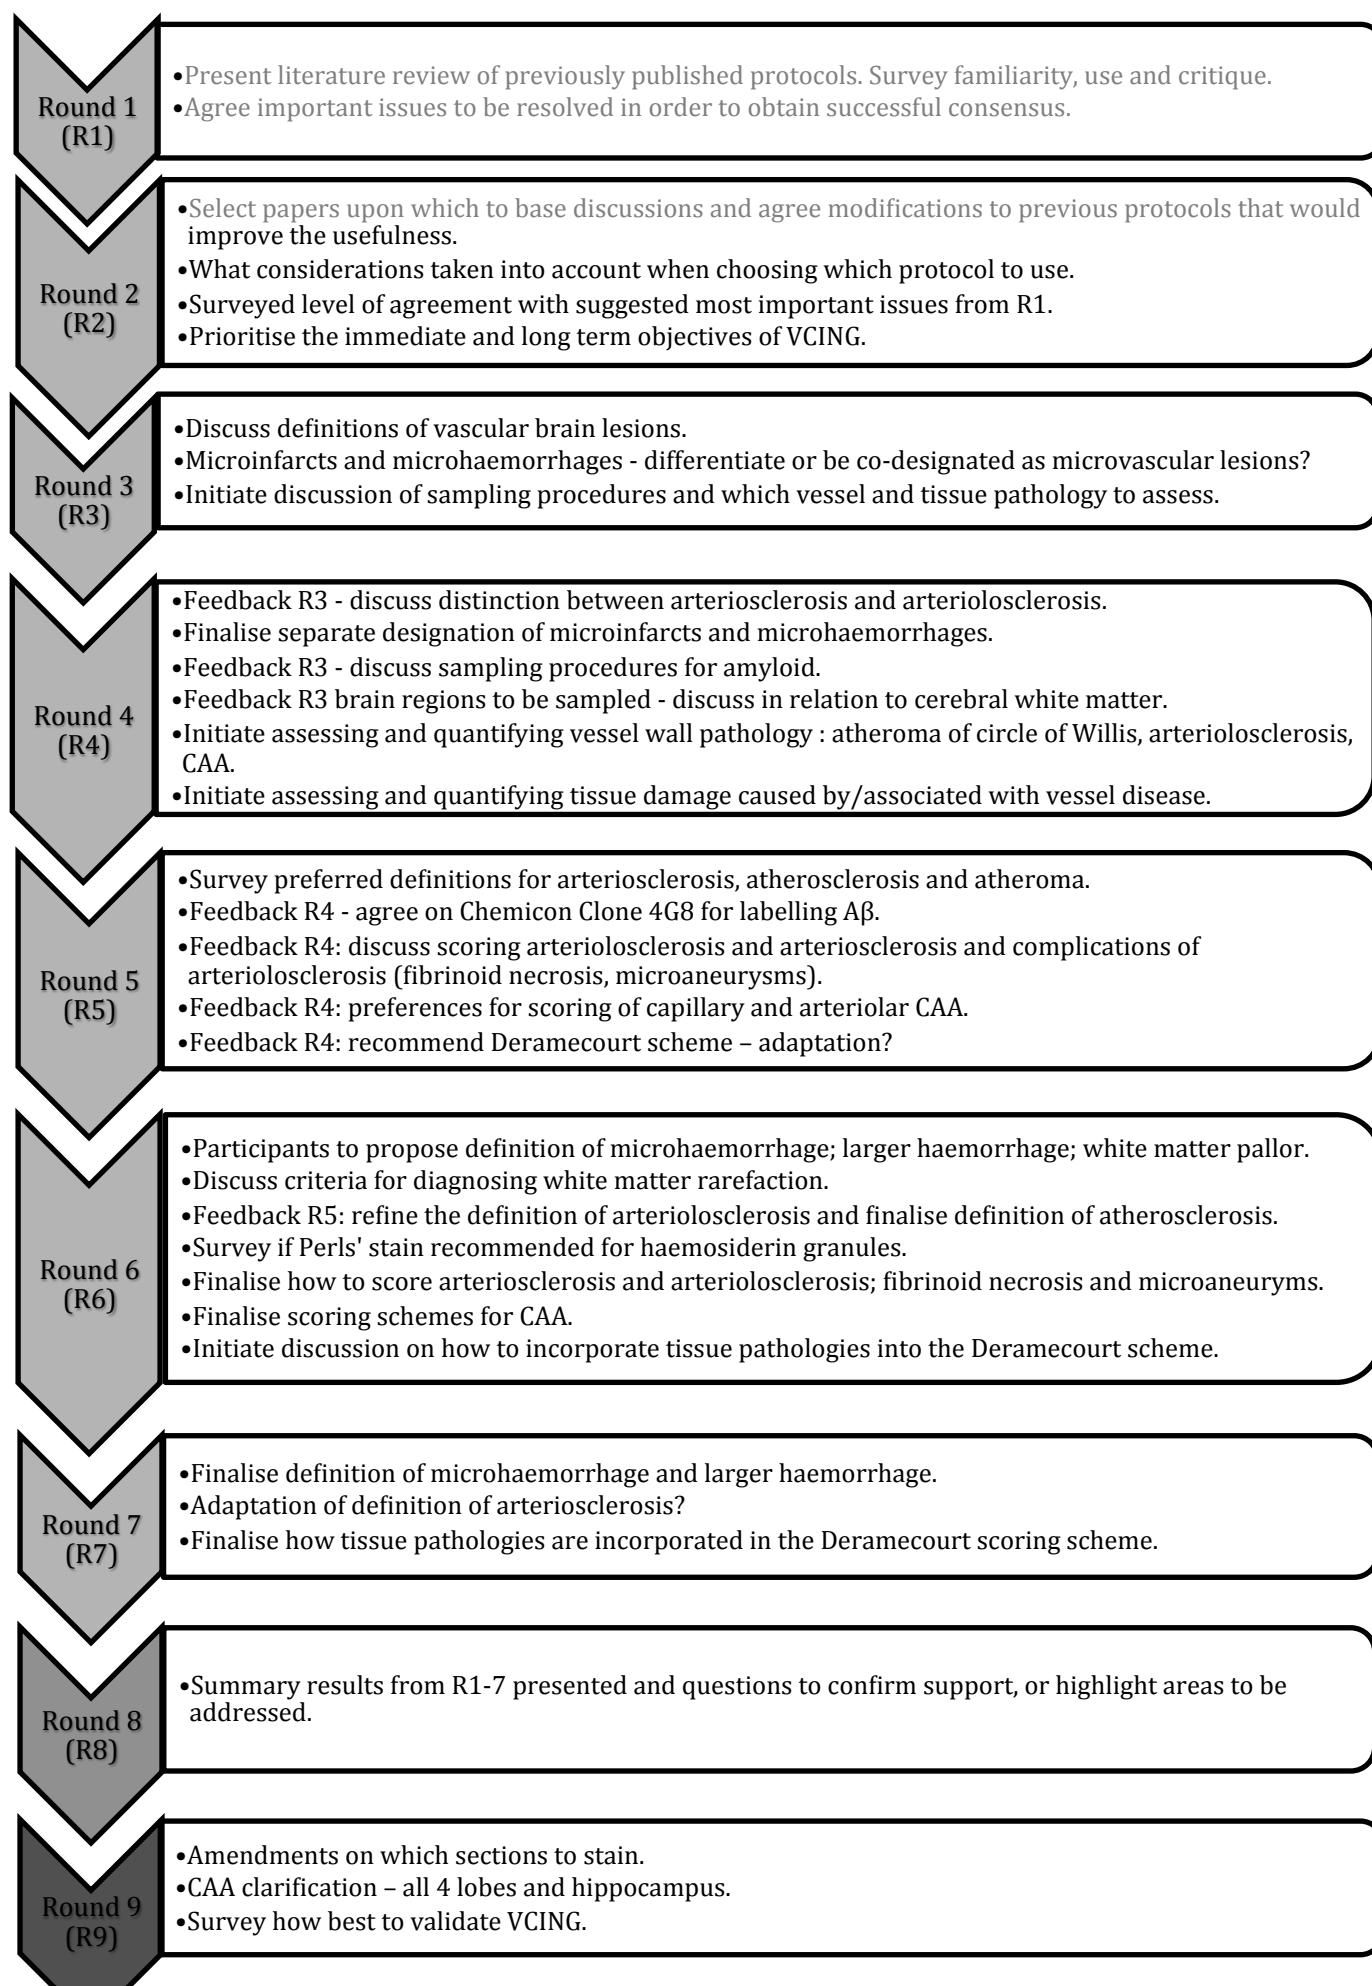 Round 1
(R1)
•Present literature review of previously published protocols. Survey familiarity, use and critique.
•Agree important issues to be resolved in order to obtain successful consensus.
Round 2
(R2)
•Select papers upon which to base discussions and agree modifications to previous protocols that would
improve the usefulness.
•What considerations taken into account when choosing which protocol to use.
•Surveyed level of agreement with suggested most important issues from R1.
•Prioritise the immediate and long term objectives of VCING.
Round 3
(R3)
•Discuss definitions of vascular brain lesions.
•Microinfarcts and microhaemorrhages - differentiate or be co-designated as microvascular lesions?
•Initiate discussion of sampling procedures and which vessel and tissue pathology to assess.
Round 4
(R4)
•Feedback R3 - discuss distinction between arteriosclerosis and arteriolosclerosis.
•Finalise separate designation of microinfarcts and microhaemorrhages.
•Feedback R3 - discuss sampling procedures for amyloid.
•Feedback R3 brain regions to be sampled - discuss in relation to cerebral white matter.
•Initiate assessing and quantifying vessel wall pathology : atheroma of circle of Willis, arteriolosclerosis,
CAA.
•Initiate assessing and quantifying tissue damage caused by/associated with vessel disease.
Round 5
(R5)
•Survey preferred definitions for arteriosclerosis, atherosclerosis and atheroma.
•Feedback R4 - agree on Chemicon Clone 4G8 for labelling Aβ.
•Feedback R4: discuss scoring arteriolosclerosis and arteriosclerosis and complications of
arteriolosclerosis (fibrinoid necrosis, microaneurysms).
•Feedback R4: preferences for scoring of capillary and arteriolar CAA.
•Feedback R4: recommend Deramecourt scheme – adaptation?
Round 6
(R6)
•Participants to propose definition of microhaemorrhage; larger haemorrhage; white matter pallor.
•Discuss criteria for diagnosing white matter rarefaction.
•Feedback R5: refine the definition of arteriolosclerosis and finalise definition of atherosclerosis.
•Survey if Perls' stain recommended for haemosiderin granules.
•Finalise how to score arteriosclerosis and arteriolosclerosis; fibrinoid necrosis and microaneuryms.
•Finalise scoring schemes for CAA.
•Initiate discussion on how to incorporate tissue pathologies into the Deramecourt scheme.
Round 7
(R7)
•Finalise definition of microhaemorrhage and larger haemorrhage.
•Adaptation of definition of arteriosclerosis?
•Finalise how tissue pathologies are incorporated in the Deramecourt scoring scheme.
Round 8
(R8)
•Summary results from R1-7 presented and questions to confirm support, or highlight areas to be
addressed.
Round 9
(R9)
•Amendments on which sections to stain.
•CAA clarification – all 4 lobes and hippocampus.
•Survey how best to validate VCING.